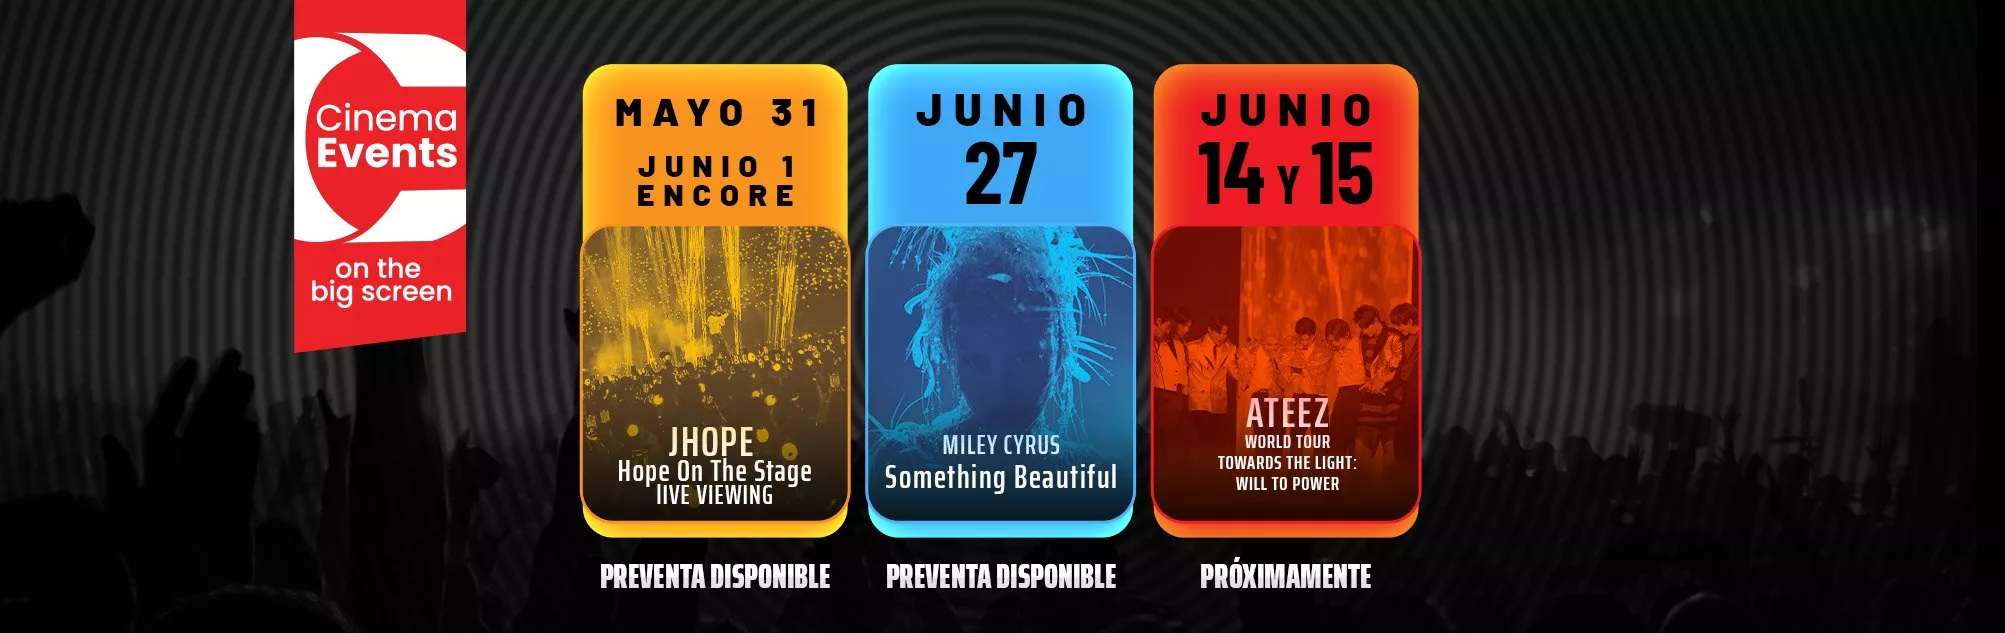 Cinema
Events
on the
big screen
MAYO 31
JUNIO 1
ENCORE
JHOPE
Hope On The Stage
lIVE VIEWING
PREVENTA DISPONIBLE
JUNIO
27
MILEY CYRUS
Something Beautiful
PREVENTA DISPONIBLE
JUNIO
14 Y 15
ATEEZ
WORLD TOUR
TOWARDS THE LIGHT:
WILL TO POWER
PRÓXIMAMENTE